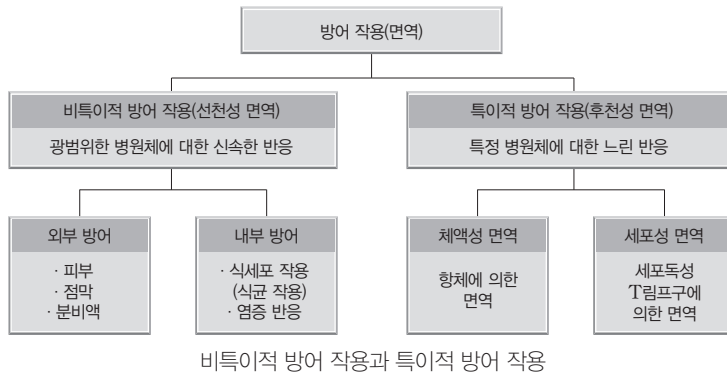 방어 작용(면역)
비특이적 방어 작용(선천성 면역)
광범위한 병원체에 대한 신속한 반응
특이적 방어 작용(후천성 면역)
특정 병원체에 대한 느린 반응
외부 방어
· 피부
· 점막
· 분비액
내부 방어
· 식세포 작용
(식균 작용)
· 염증 반응
체액성 면역
항체에 의한
면역
세포성 면역
세포독성
T림프구에
의한 면역
비특이적 방어 작용과 특이적 방어 작용